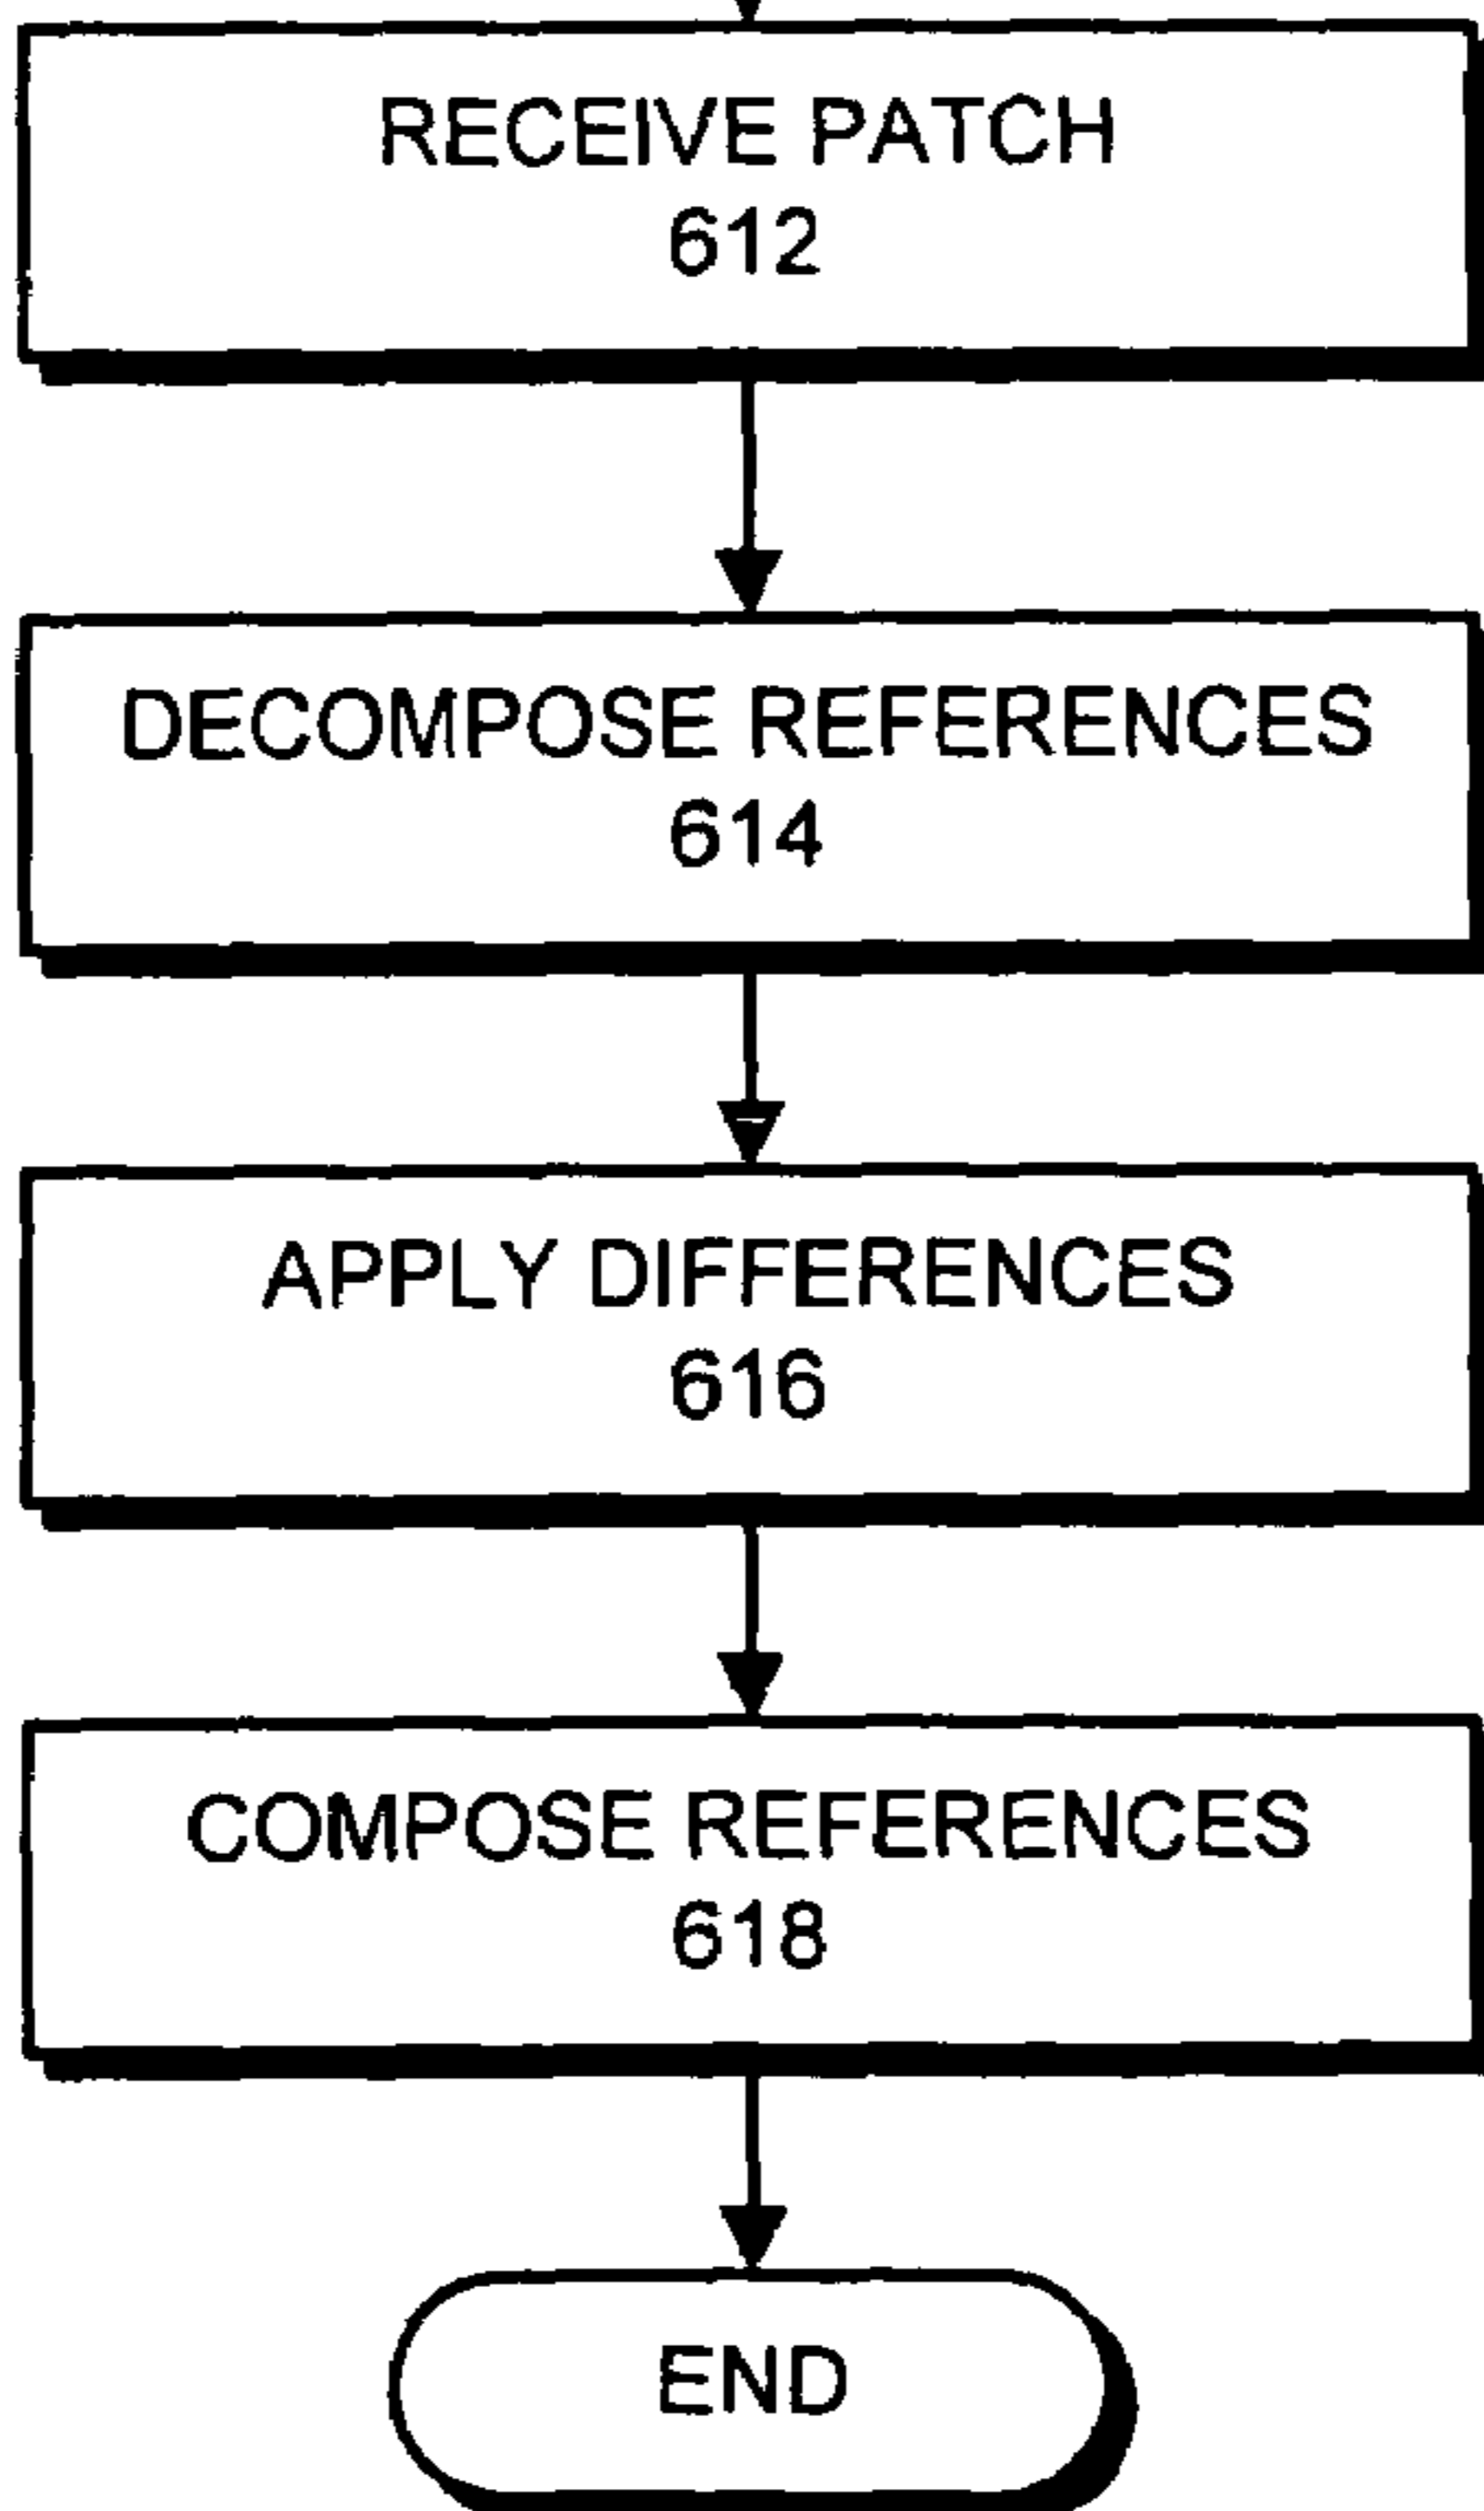 RECEIVE PATCH
612
DECOMPOSE REFERENCES
614
APPLY DIFFERENCES
616
COMPOSE REFERENCES
618
END